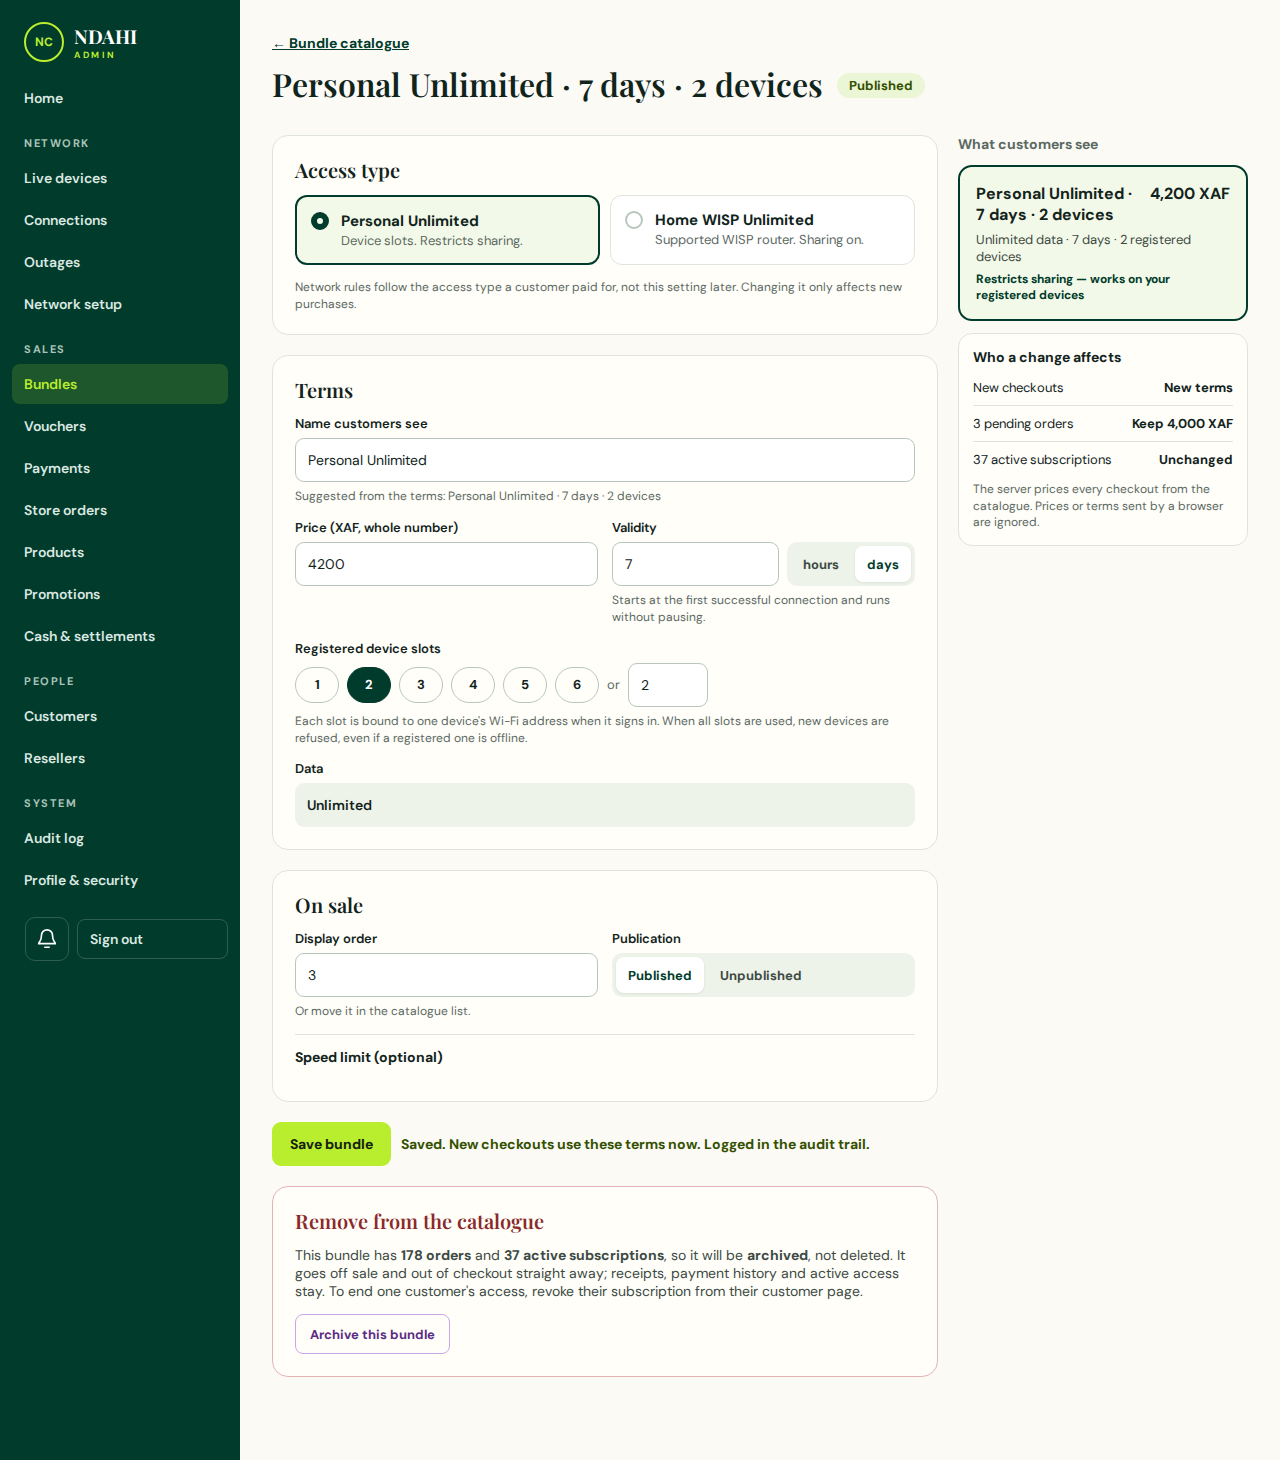 NC
NDAHI
ADMIN
Home
NETWORK
Live devices
Connections
Outages
Network setup
SALES
Bundles
Vouchers
Payments
Store orders
Products
Promotions
Cash & settlements
PEOPLE
Customers
Resellers
SYSTEM
Audit log
Profile & security
Sign out
← Bundle catalogue
Personal Unlimited · 7 days · 2 devices
Published
Access type
Personal Unlimited
Device slots. Restricts sharing.
Home WISP Unlimited
Supported WISP router. Sharing on.
Network rules follow the access type a customer paid for, not this setting later. Changing it only affects new
purchases.
Terms
Name customers see
Personal Unlimited
Suggested from the terms: Personal Unlimited · 7 days · 2 devices
Price (XAF, whole number)
4200
Validity
7
hours
days
Starts at the first successful connection and runs
without pausing.
Registered device slots
1
2
3
4
5
6
or
2
Each slot is bound to one device's Wi-Fi address when it signs in. When all slots are used, new devices are
refused, even if a registered one is offline.
Data
Unlimited
On sale
Display order
3
Or move it in the catalogue list.
Publication
Published
Unpublished
Speed limit (optional)
Save bundle
Saved. New checkouts use these terms now. Logged in the audit trail.
Remove from the catalogue
This bundle has 178 orders and 37 active subscriptions, so it will be archived, not deleted. It
goes off sale and out of checkout straight away; receipts, payment history and active access
stay. To end one customer's access, revoke their subscription from their customer page.
Archive this bundle
What customers see
Personal Unlimited ·
7 days · 2 devices
4,200 XAF
Unlimited data · 7 days · 2 registered
devices
Restricts sharing — works on your
registered devices
Who a change affects
New checkouts
New terms
3 pending orders
Keep 4,000 XAF
37 active subscriptions
Unchanged
The server prices every checkout from the
catalogue. Prices or terms sent by a browser
are ignored.